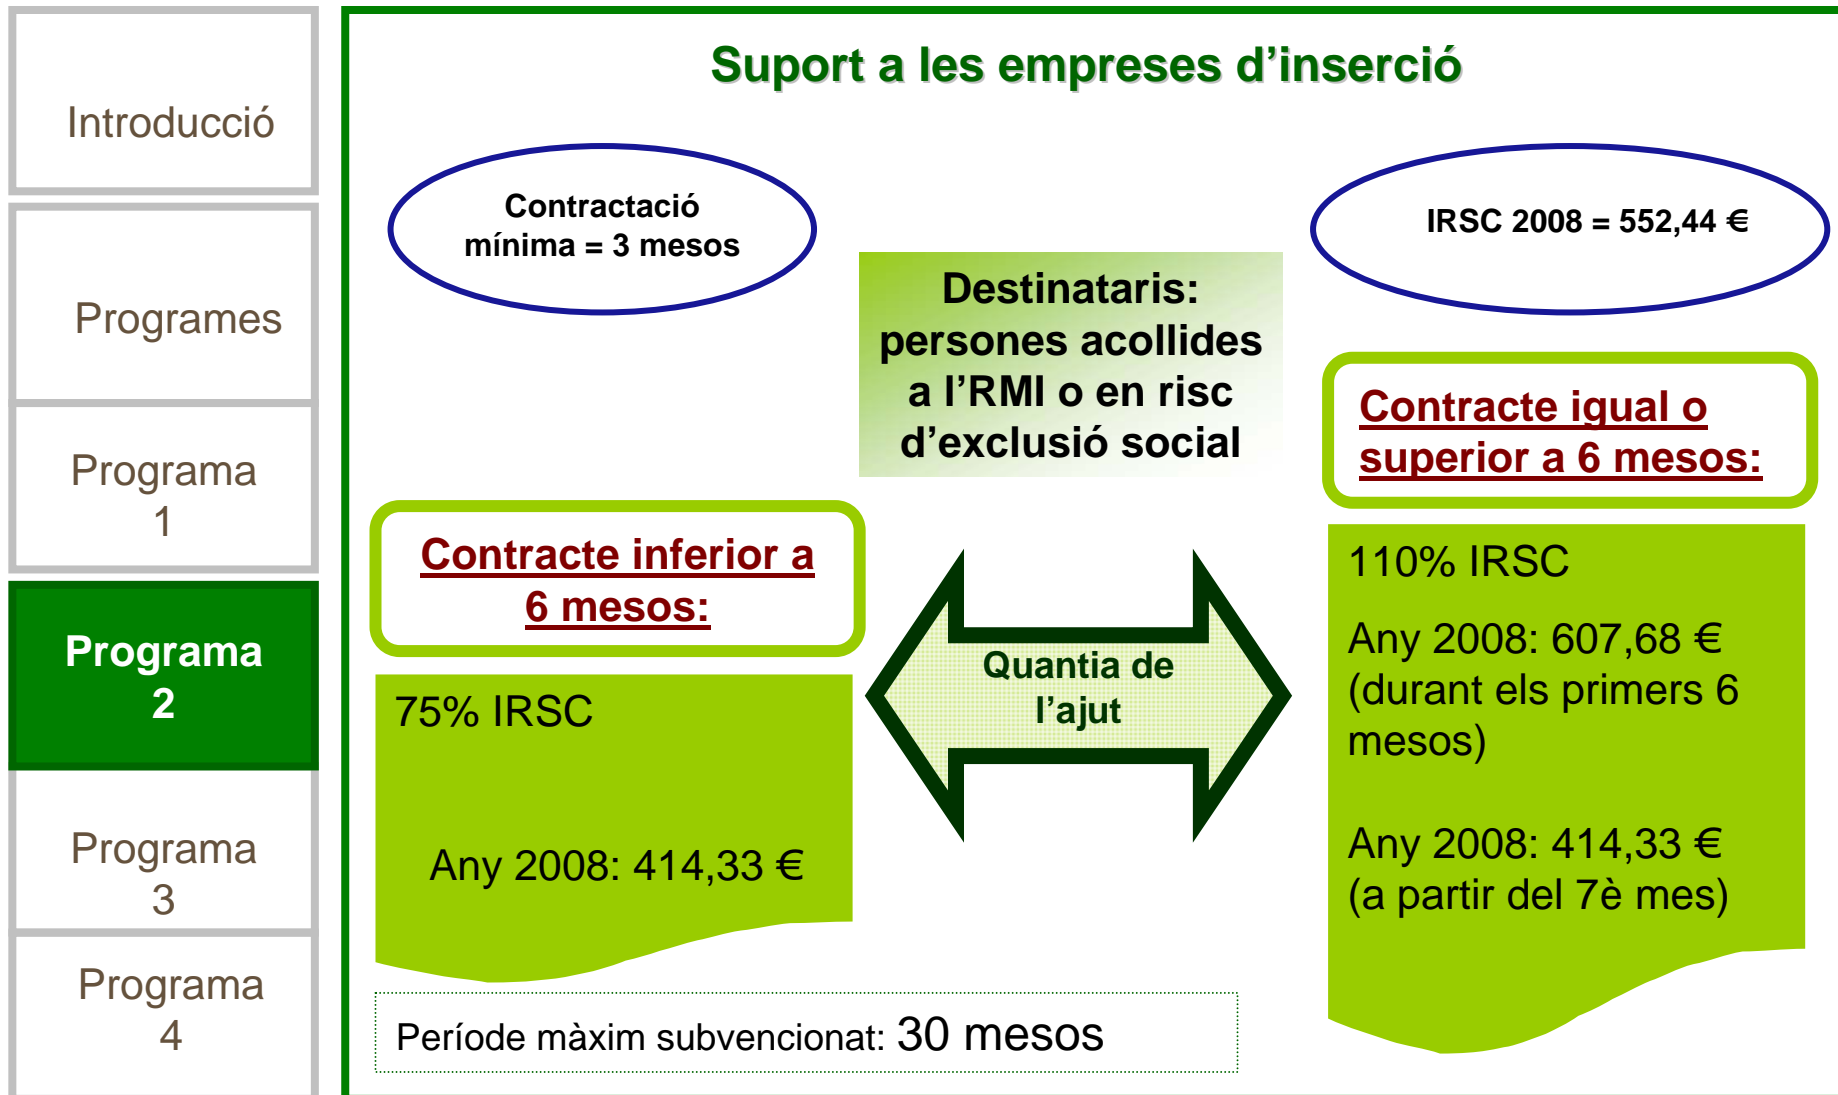 Introducció
Programes
Programa
1
Programa
2
Programa
3
Programa
4
Suport a les empreses d’inserció
Contractació
mínima = 3 mesos
IRSC 2008 = 552,44 €
Destinataris:
persones acollides
a l’RMI o en risc
d’exclusió social
Contracte inferior a
6 mesos:
75% IRSC
Any 2008: 414,33 €
Quantia de
l’ajut
Contracte igual o
superior a 6 mesos:
110% IRSC
Any 2008: 607,68 €
(durant els primers 6
mesos)
Any 2008: 414,33 €
(a partir del 7è mes)
Període màxim subvencionat: 30 mesos